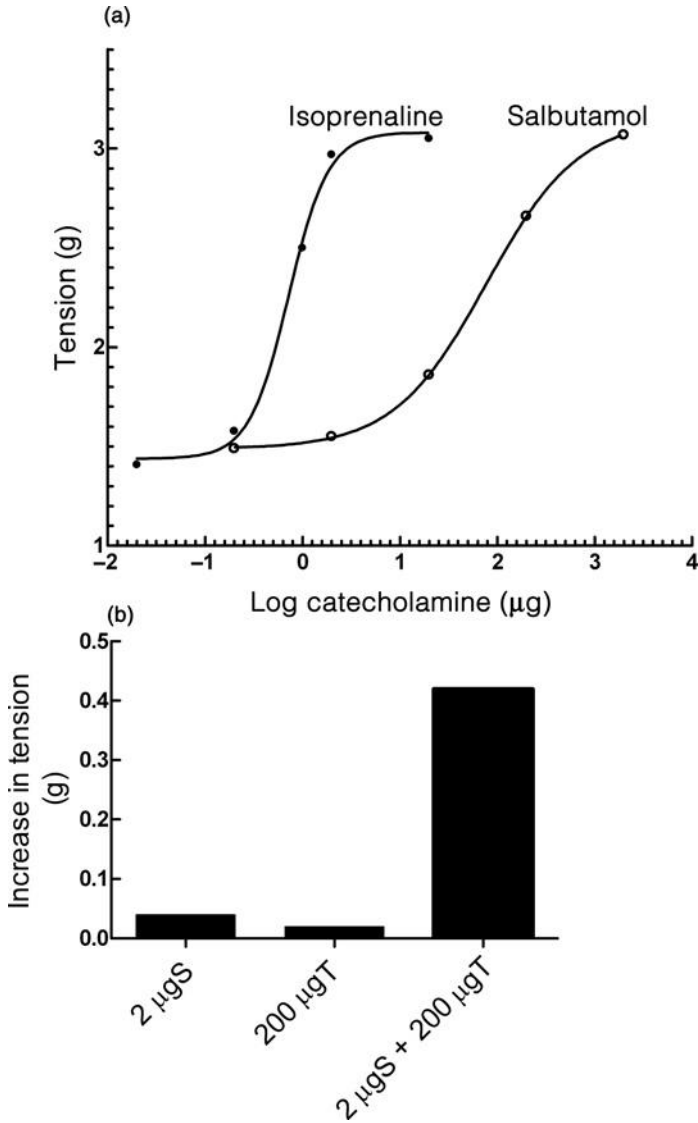 (a)
Isoprenaline Salbutamol
3
Tension (g)
2
1
−2 −1 0 1 2 3 4
Log catecholamine (µg)
(b)
0.5
0.4
0.3
0.2
0.1
0.0
Increase in tension
(g)
2 µgS
200 µgT
2 µgS + 200 µgT